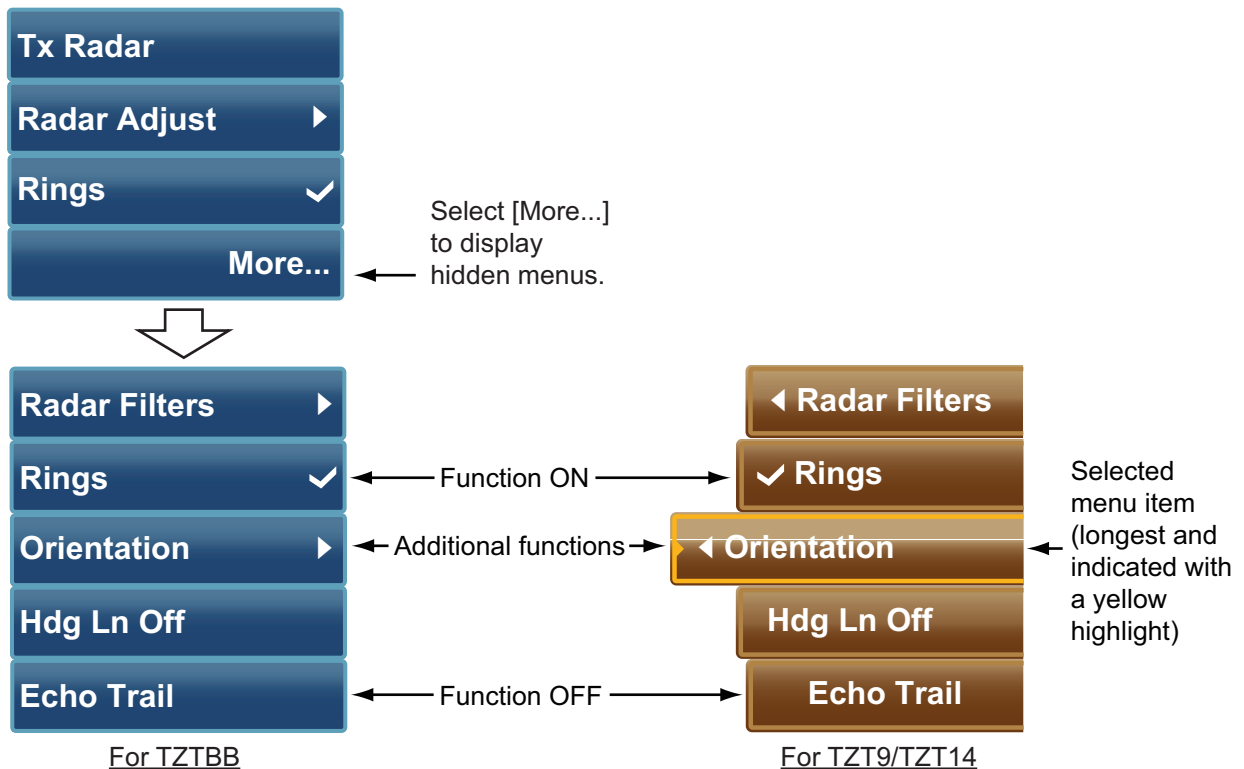 Tx Radar
Radar Adjust
Rings
More...
Select [More...]
to display
hidden menus.
Radar Filters
Rings
Orientation
Hdg Ln Off
Echo Trail
For TZTBB
Function ON
Additional functions
Function OFF
Radar Filters
Rings
Orientation
Hdg Ln Off
Echo Trail
For TZT9/TZT14
Selected
menu item
(longest and
indicated with
a yellow
highlight)